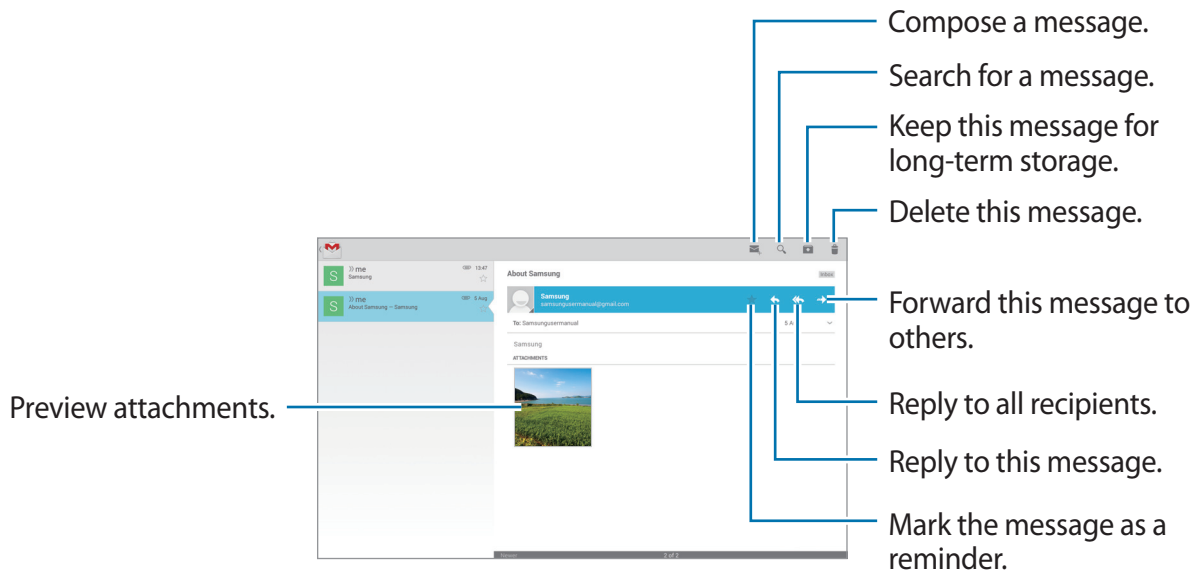 Compose a message.
Search for a message.
Keep this message for
long-term storage.
Delete this message.
S
me
13:47
Samsung
S
me
5 Aug
About Samsung – Samsung
About Samsung
Inbox
Samsung
samsungusermanual@gmail.com
To: Samsungusermanual
5 A
Samsung
ATTACHMENTS
Newer
2 of 2
Forward this message to
others.
Preview attachments.
Reply to all recipients.
Reply to this message.
Mark the message as a
reminder.